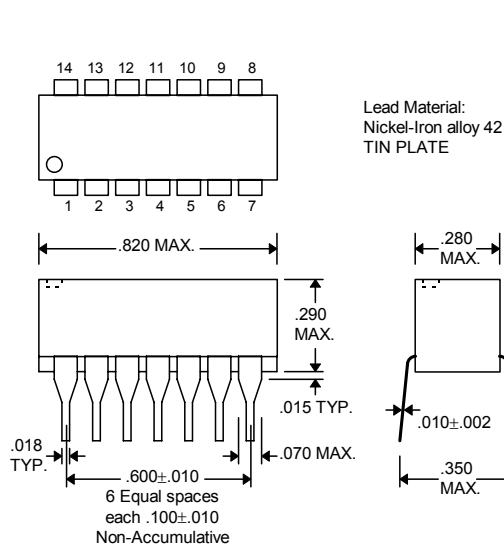 14 13 12 11 10 9 8
Lead Material:
Nickel-Iron alloy 42
TIN PLATE
1 2 3 4 5 6 7
.820 MAX.
.280
MAX.
.290
MAX.
.015 TYP.
.010±.002
.018
TYP.
.070 MAX.
.600±.010
6 Equal spaces
each .100±.010
Non-Accumulative
.350
MAX.